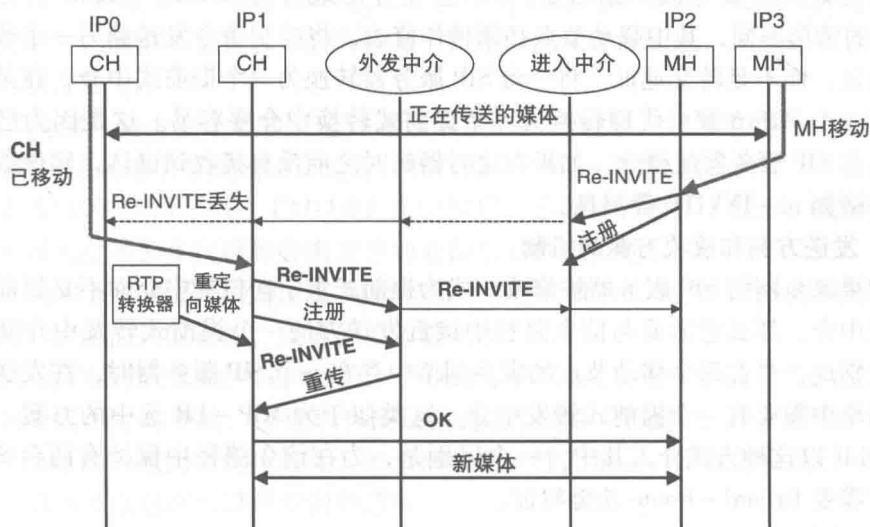 IP0 IP1 IP2 IP3
CH CH 外发中介 进入中介 MH MH
正在传送的媒体
MH移动
CH
已移动
Re-INVITE
Re-INVITE丢失
注册
RTP
转换器
重定
向媒体
Re-INVITE
注册
Re-INVITE
Re-INVITE
重传
OK
新媒体